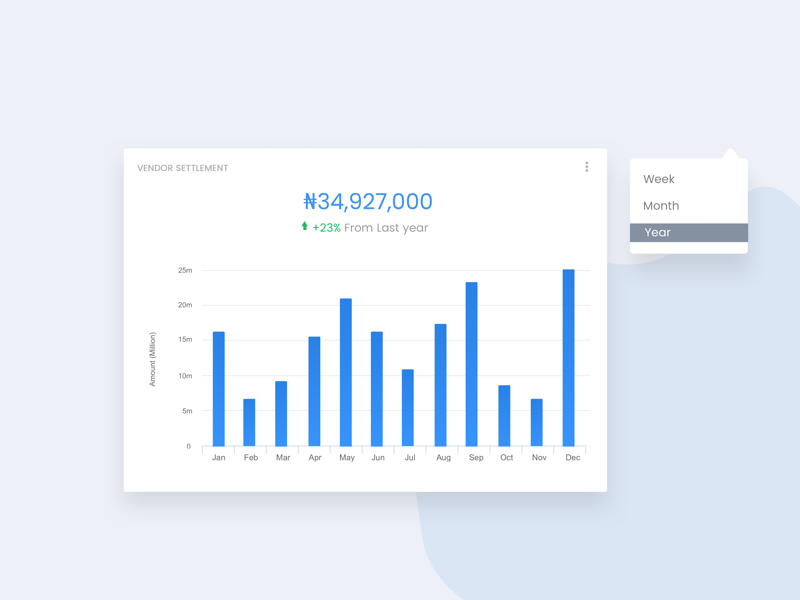 VENDOR SETTLEMENT
₦34,927,000
+23% From Last year
Week
Month
Year
25m
20m
15m
10m
5m
0
Amount (Million)
Jan Feb Mar Apr May Jun Jul Aug Sep Oct Nov Dec